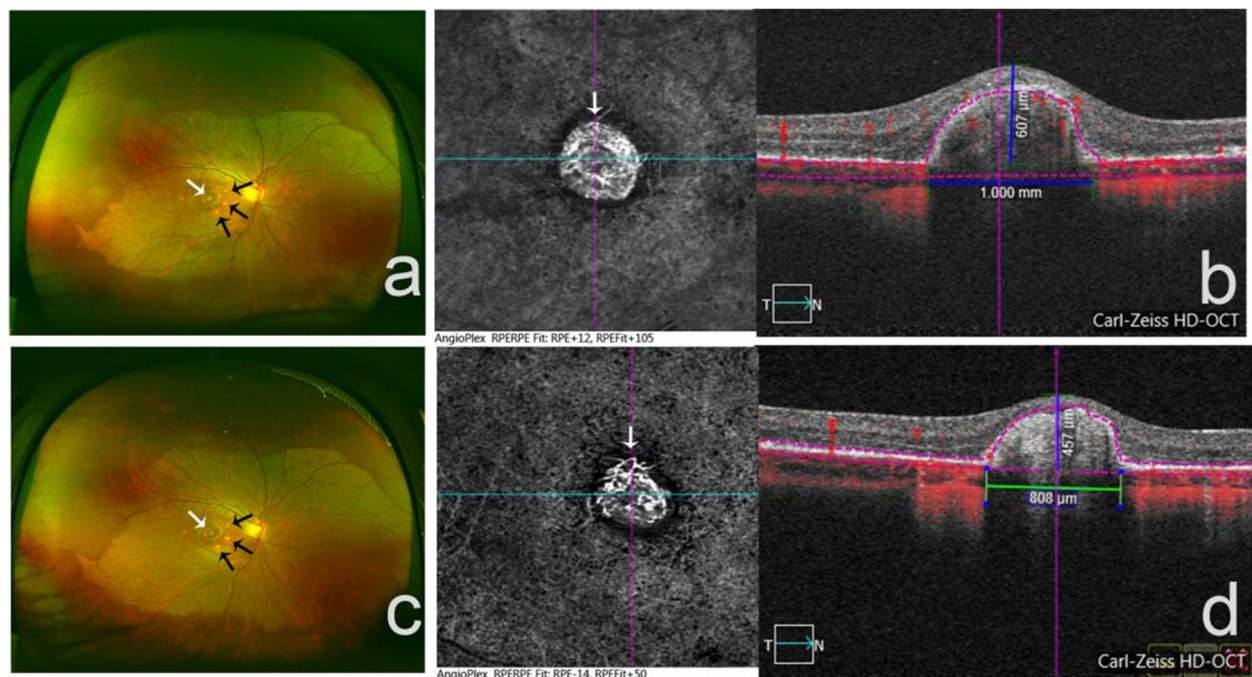 a
AngioPlex RPERPE Fit: RPE+12, RPEFit+105
607 µm
1.000 mm
T N
b
Carl-Zeiss HD-OCT
c
AngioPlex RPERPE Fit: RPE-14, RPEFit+50
457 µm
808 µm
T N
d
Carl-Zeiss HD-OCT